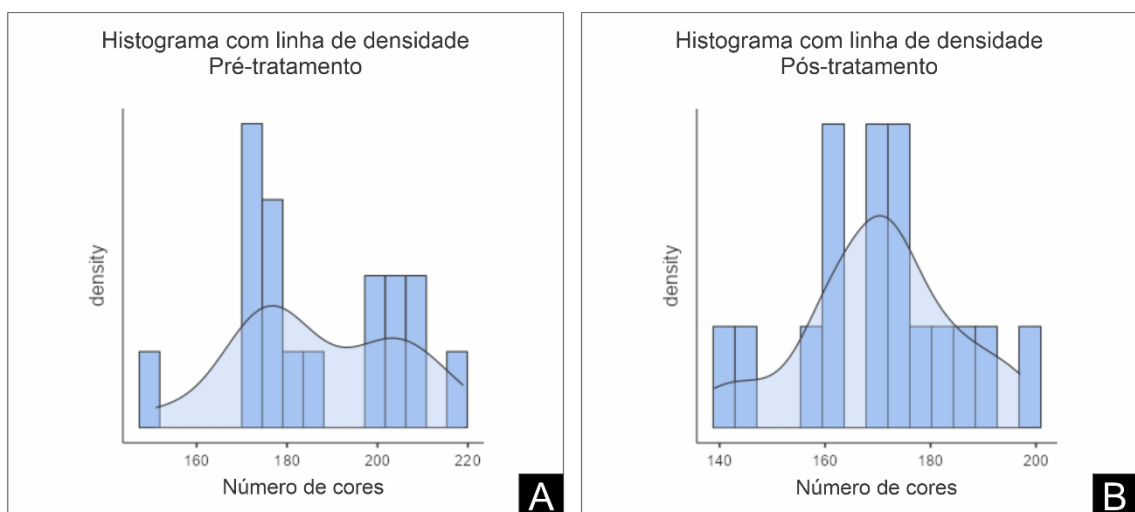 Histograma com linha de densidade
Pré-tratamento
density
160 180 200 220
Número de cores
A
Histograma com linha de densidade
Pós-tratamento
density
140 160 180 200
Número de cores
B